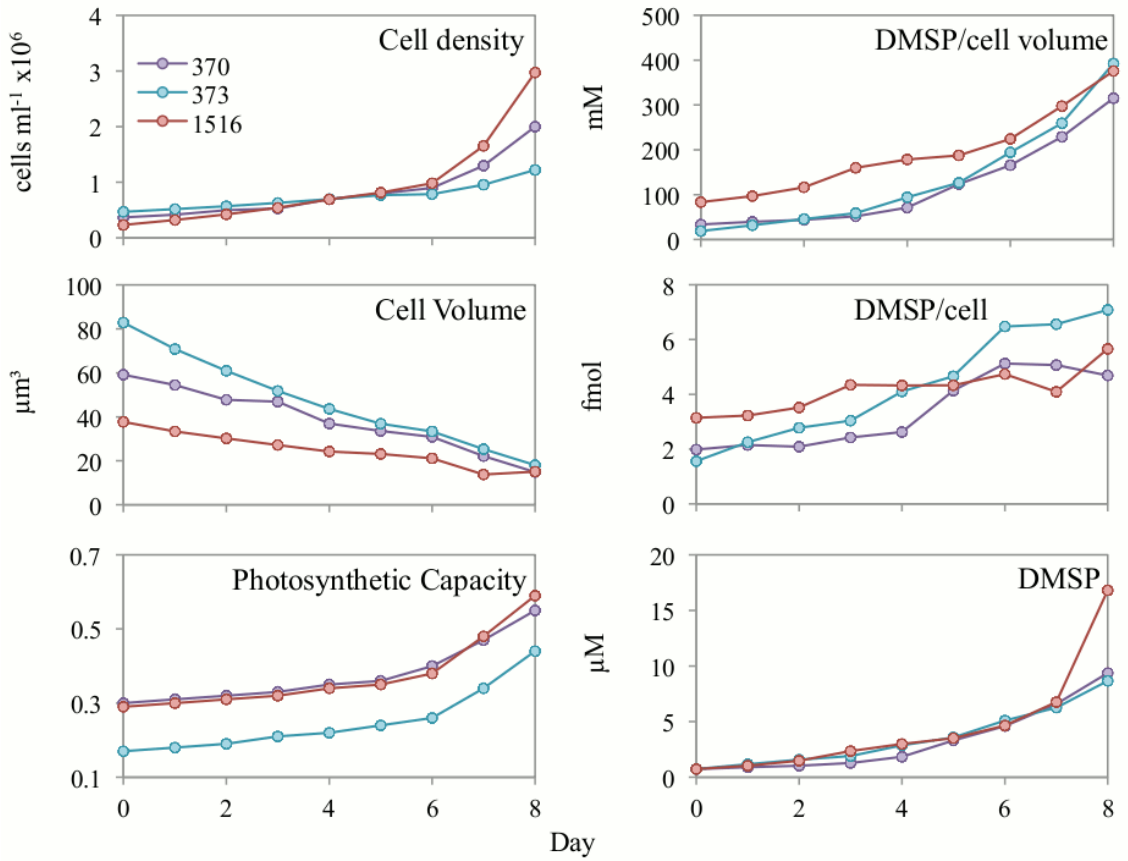 Cell density
cells ml⁻¹ x10⁶
4
3
2
1
0
370
373
1516
DMSP/cell volume
mM
500
400
300
200
100
0
Cell Volume
µm³
100
80
60
40
20
0
DMSP/cell
fmol
8
6
4
2
0
Photosynthetic Capacity
0.7
0.5
0.3
0.1
0 2 4 6 8
DMSP
µM
20
15
10
5
0
0 2 4 6 8
Day